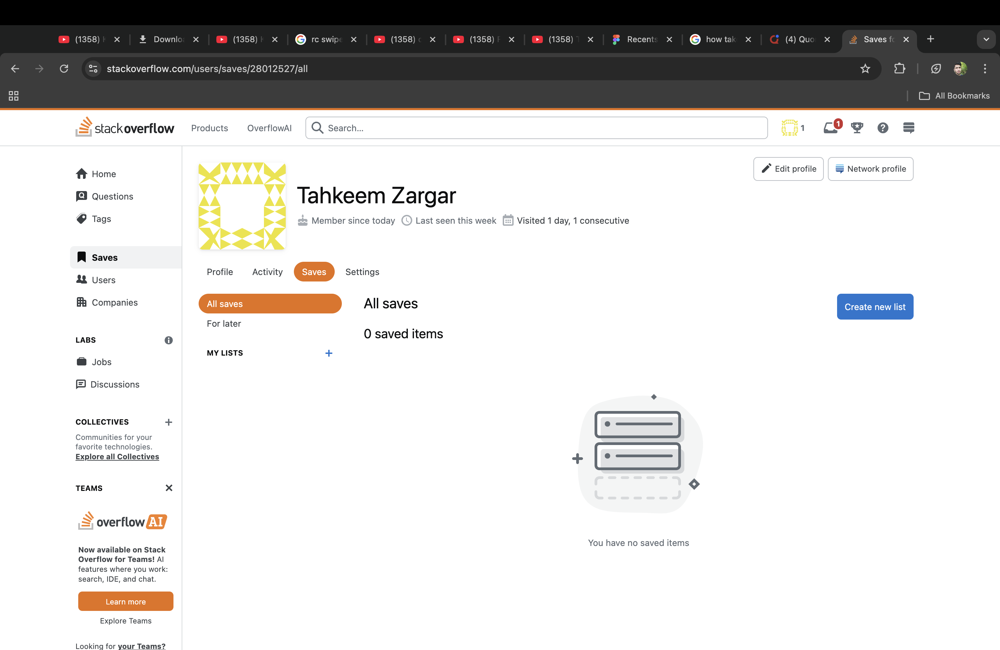 (1358)
Downlo
(1358)
rc swipe
(1358)
(1358)
(1358)
Recents
how tak
(4) Quo
Saves fo
stackoverflow.com/users/saves/28012527/all
All Bookmarks
stackoverflow
Products
OverflowAI
Search...
1
1
Home
Questions
Tags
Saves
Users
Companies
LABS
Jobs
Discussions
COLLECTIVES
Communities for your
favorite technologies.
Explore all Collectives
TEAMS
overflowAI
Now available on Stack
Overflow for Teams! AI
features where you work:
search, IDE, and chat.
Learn more
Explore Teams
Looking for your Teams?
Edit profile
Network profile
Tahkeem Zargar
Member since today
Last seen this week
Visited 1 day, 1 consecutive
Profile
Activity
Saves
Settings
All saves
For later
MY LISTS
All saves
Create new list
0 saved items
You have no saved items